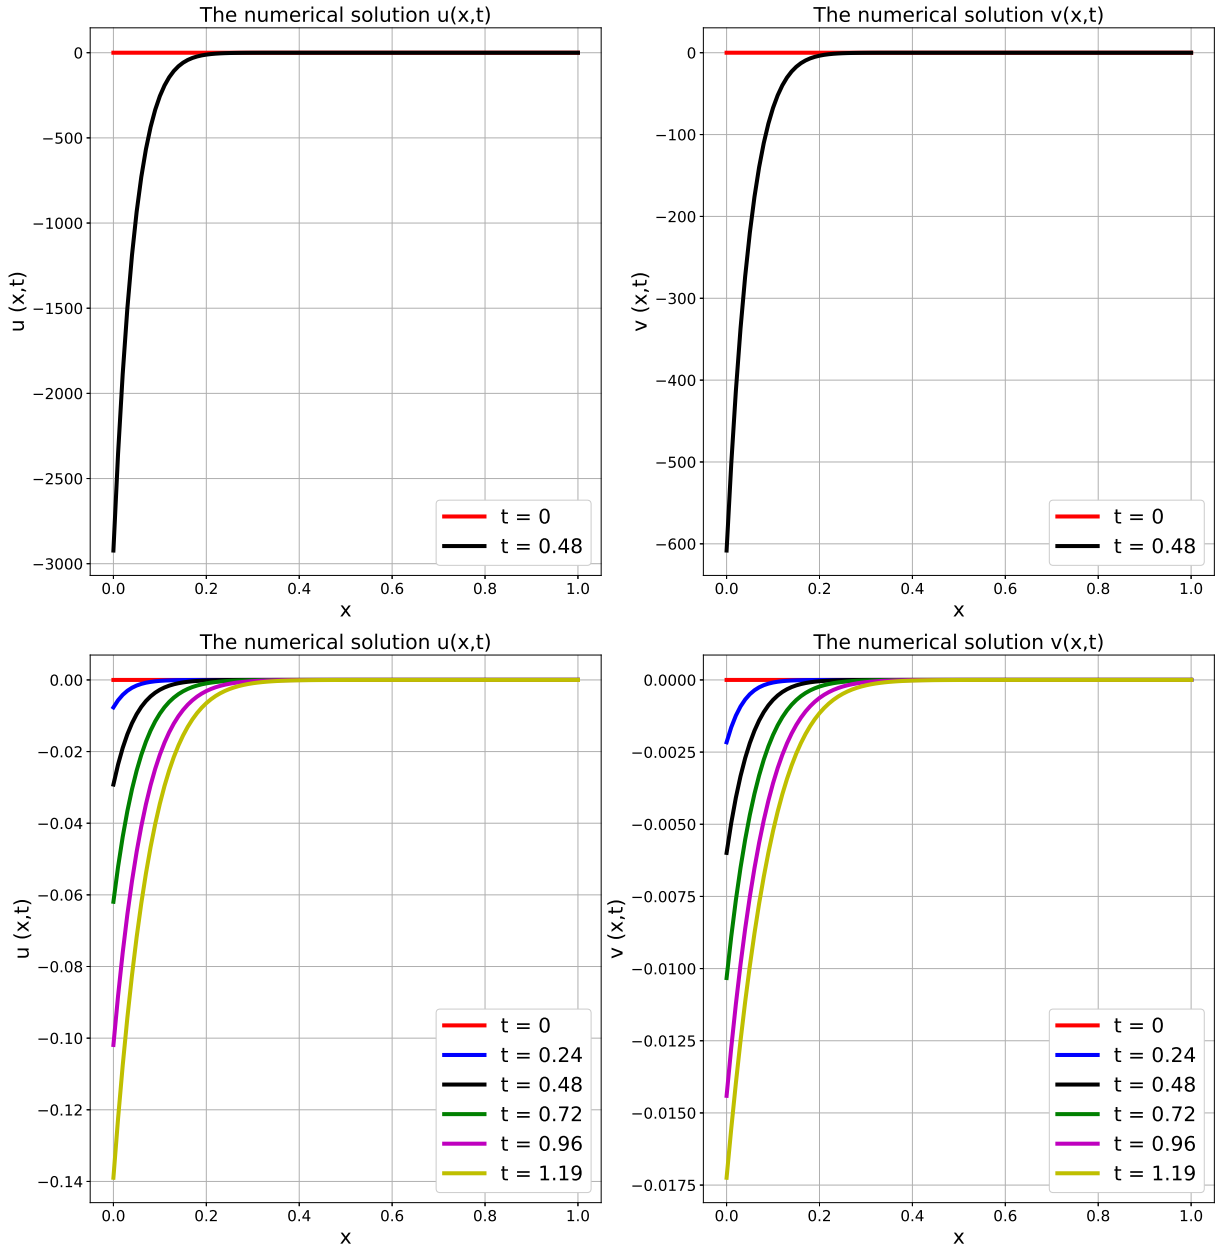 The numerical solution u(x,t)
0
−500
−1000
−1500
−2000
−2500
−3000
u (x,t)
0.0 0.2 0.4 0.6 0.8 1.0
x
t = 0
t = 0.48
The numerical solution v(x,t)
0
−100
−200
−300
−400
−500
−600
v (x,t)
0.0 0.2 0.4 0.6 0.8 1.0
x
t = 0
t = 0.48
The numerical solution u(x,t)
0.00
−0.02
−0.04
−0.06
−0.08
−0.10
−0.12
−0.14
u (x,t)
0.0 0.2 0.4 0.6 0.8 1.0
x
t = 0
t = 0.24
t = 0.48
t = 0.72
t = 0.96
t = 1.19
The numerical solution v(x,t)
0.0000
−0.0025
−0.0050
−0.0075
−0.0100
−0.0125
−0.0150
−0.0175
v (x,t)
0.0 0.2 0.4 0.6 0.8 1.0
x
t = 0
t = 0.24
t = 0.48
t = 0.72
t = 0.96
t = 1.19